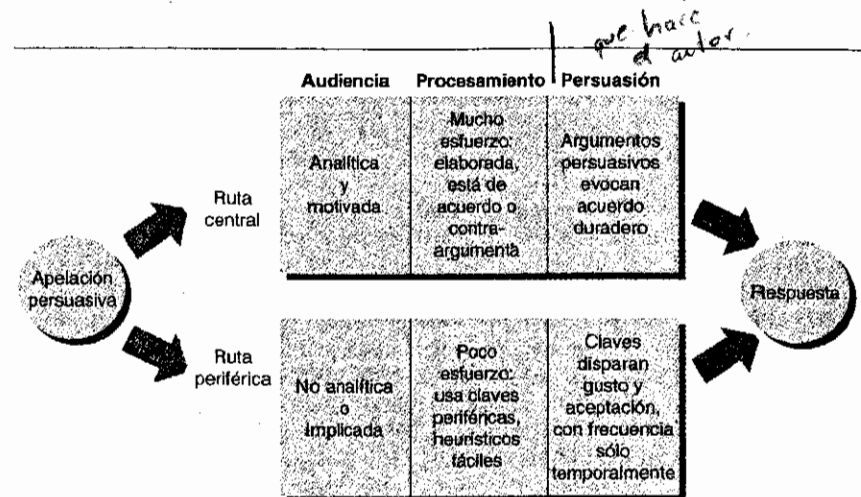 que hace
el autor.
Audiencia Procesamiento Persuasión
Ruta
central
Analítica
y
motivada
Mucho
esfuerzo:
elaborada,
está de
acuerdo o
contra-
argumenta
Argumentos
persuasivos
evocan
acuerdo
duradero
Apelación
persuasiva
Respuesta
Ruta
periférica
No analítica
o
implicada
Poco
esfuerzo:
usa claves
periféricas,
heurísticos
fáciles
Claves
disparan
gusto y
aceptación,
con frecuencia
sólo
temporalmente